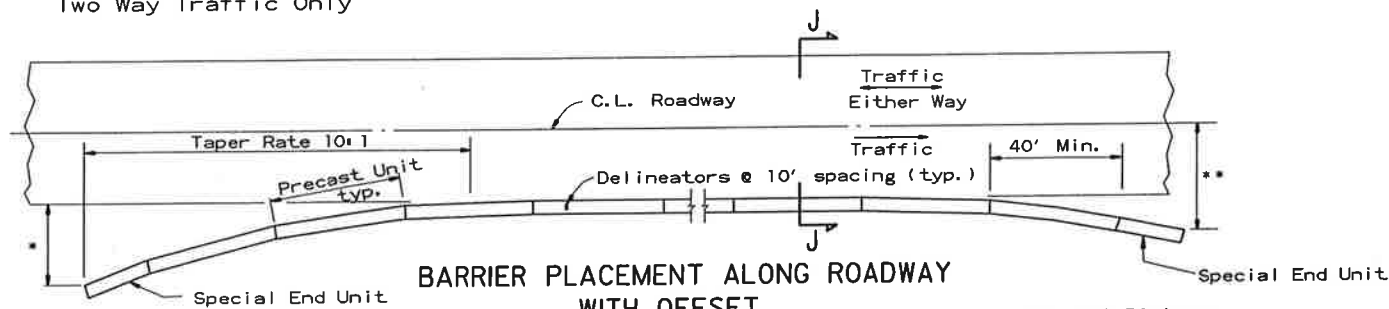 Two Way Traffic Only
J
Traffic
Either Way
C.L. Roadway
Taper Rate 10:1
Traffic
40' Min.
**
Precast Unit
typ.
Delineators @ 10' spacing (typ.)
*
J
BARRIER PLACEMENT ALONG ROADWAY
WITH OFFSET
Special End Unit
Special End Unit